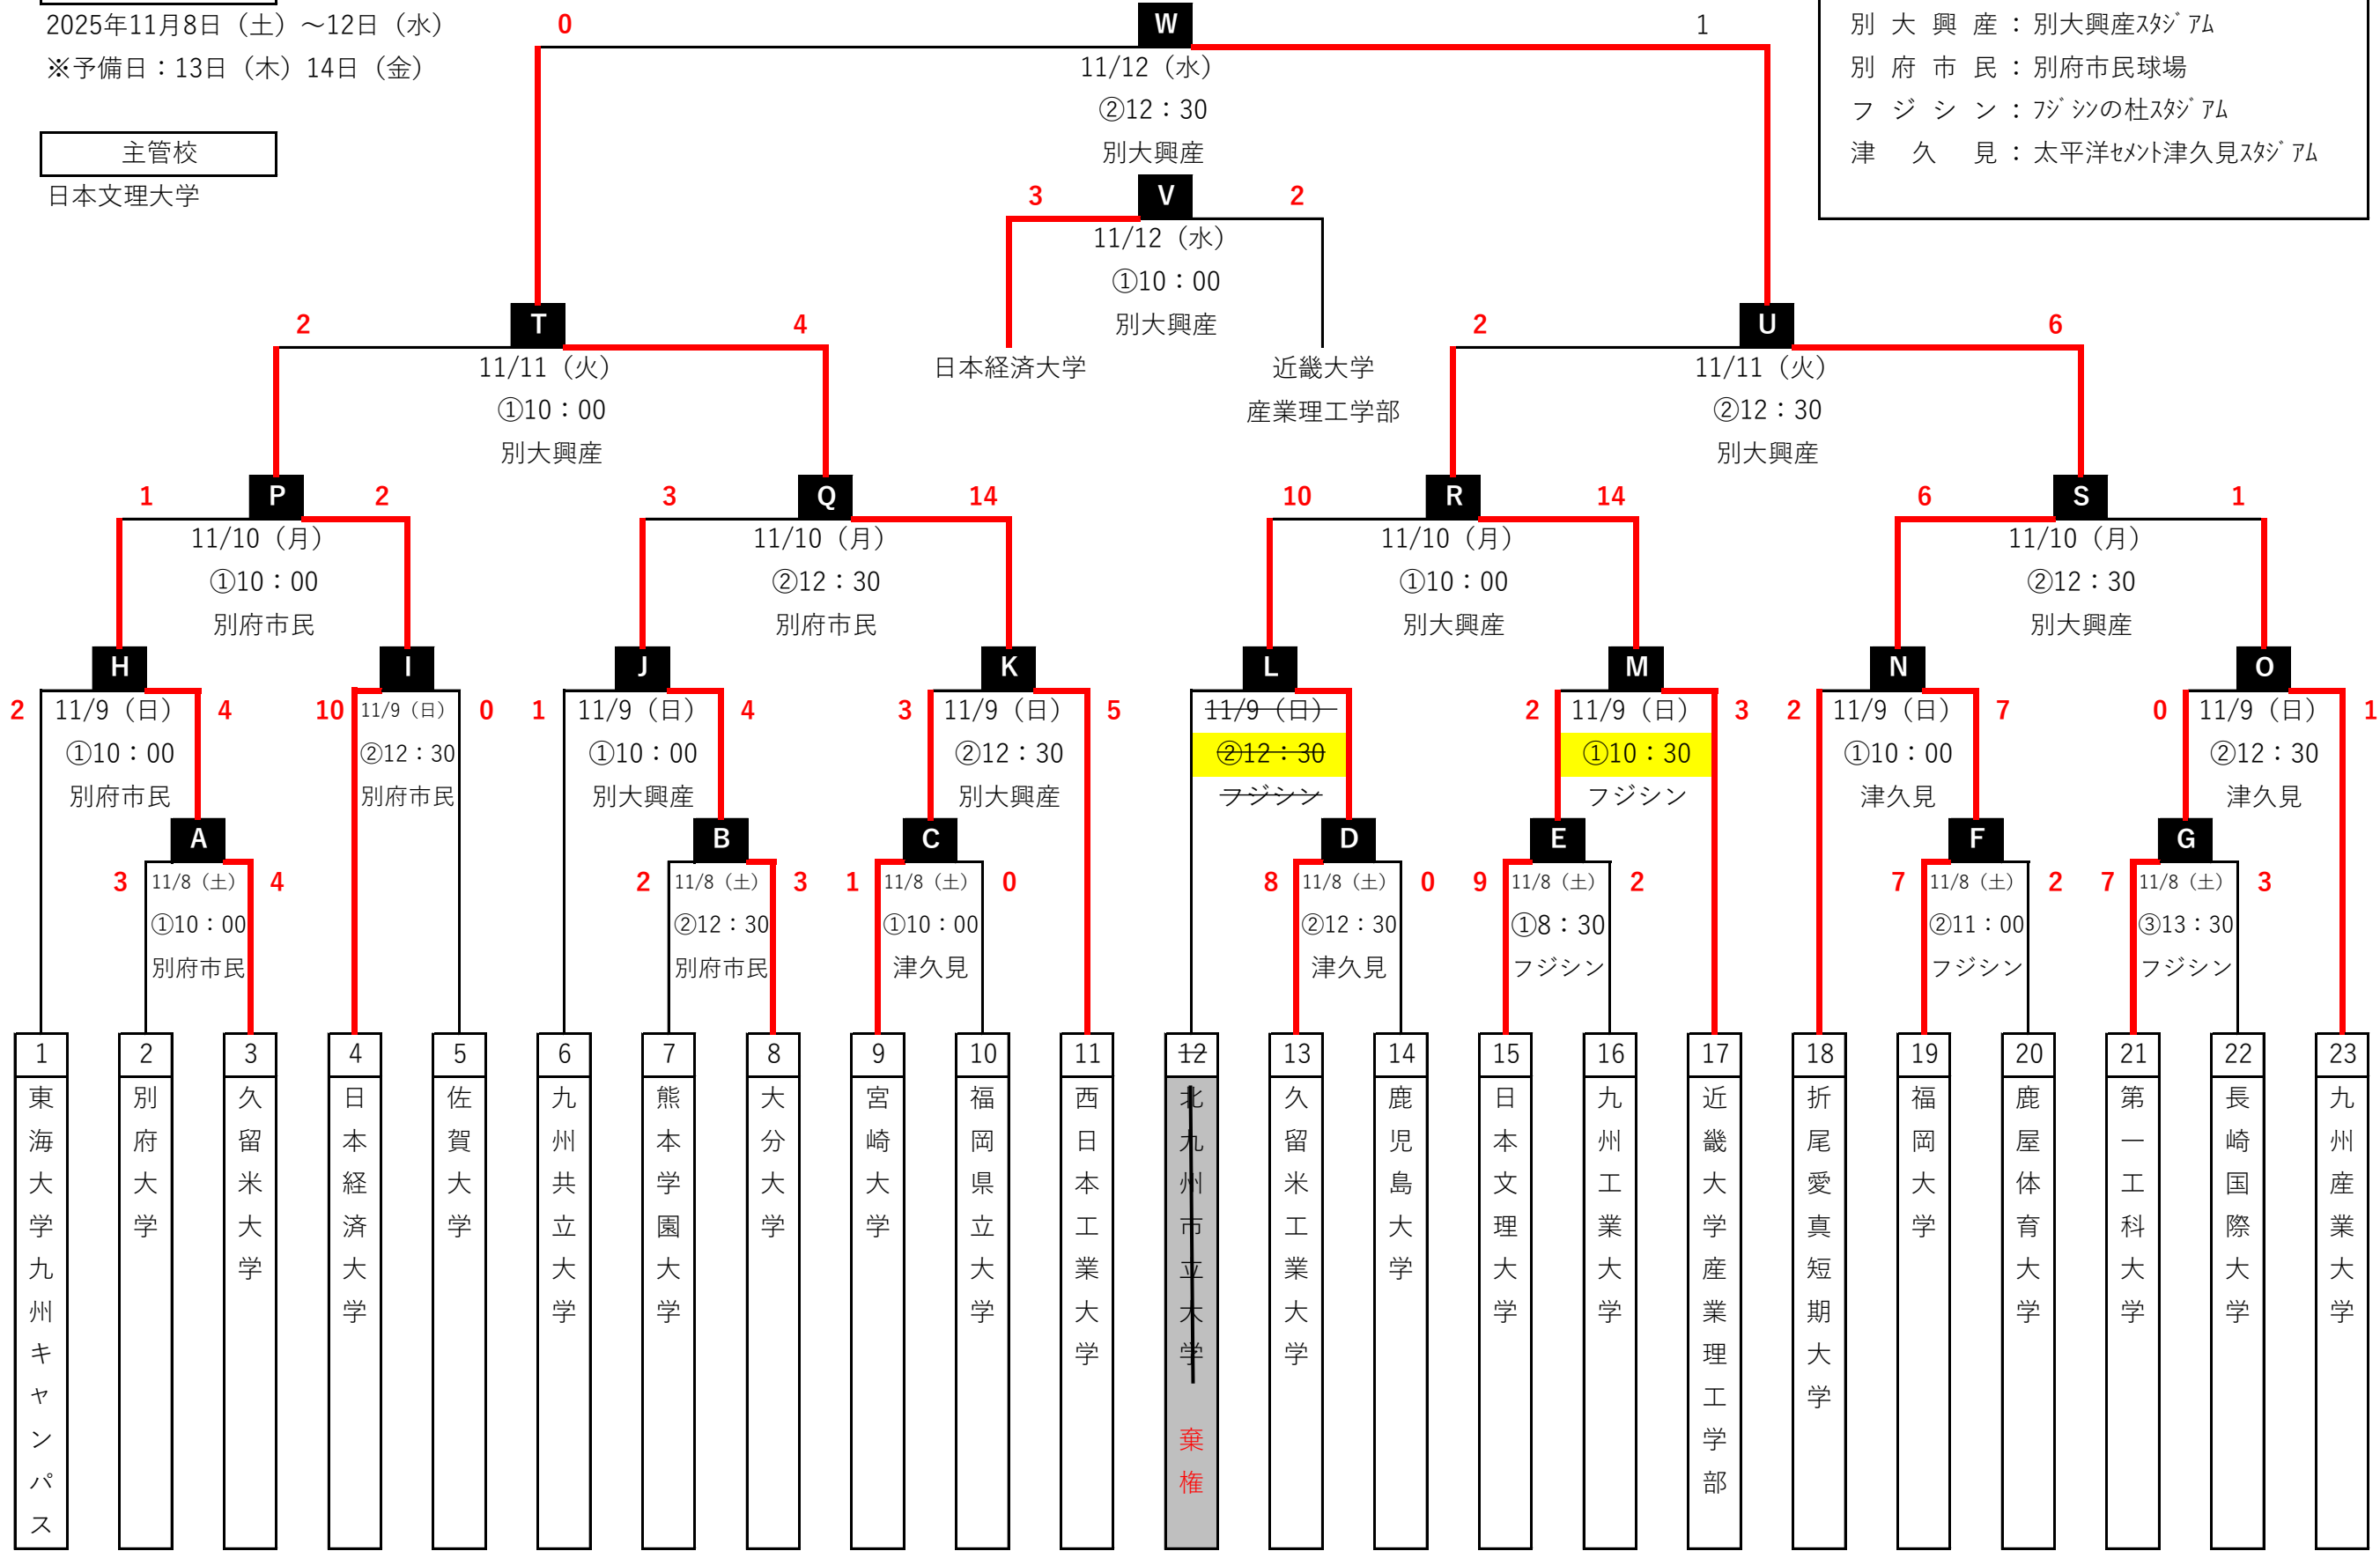 2025年11月8日（土）～12日（水）
※予備日：13日（木）14日（金）
主管校
日本文理大学
別大興産：別大興産ｽﾀｼﾞｱﾑ
別府市民：別府市民球場
フジシン：ﾌｼﾞｼﾝの杜ｽﾀｼﾞｱﾑ
津久見：太平洋ｾﾒﾝﾄ津久見ｽﾀｼﾞｱﾑ
0 W 1
11/12（水）
②12：30
別大興産
3 V 2
11/12（水）
①10：00
別大興産
日本経済大学
近畿大学
産業理工学部
2 T 4
11/11（火）
①10：00
別大興産
2 U 6
11/11（火）
②12：30
別大興産
1 P 2
11/10（月）
①10：00
別府市民
3 Q 14
11/10（月）
②12：30
別府市民
10 R 14
11/10（月）
①10：00
別大興産
6 S 1
11/10（月）
②12：30
別大興産
H
2 11/9（日） 4
①10：00
別府市民
I
10 11/9（日） 0
②12：30
別府市民
J
1 11/9（日） 4
①10：00
別大興産
K
3 11/9（日） 5
②12：30
別大興産
L
11/9（日）
②12：30
フジシン
M
2 11/9（日） 3
①10：30
フジシン
N
2 11/9（日） 7
①10：00
津久見
O
0 11/9（日） 1
②12：30
津久見
A
3 11/8（土） 4
①10：00
別府市民
B
2 11/8（土） 3
②12：30
別府市民
C
1 11/8（土） 0
①10：00
津久見
D
8 11/8（土） 0
②12：30
津久見
E
9 11/8（土） 2
①8：30
フジシン
F
7 11/8（土） 2
②11：00
フジシン
G
7 11/8（土） 3
③13：30
フジシン
1
東海大学九州キャンパス
2
別府大学
3
久留米大学
4
日本経済大学
5
佐賀大学
6
九州共立大学
7
熊本学園大学
8
大分大学
9
宮崎大学
10
福岡県立大学
11
西日本工業大学
12
北九州市立大学
棄権
13
久留米工業大学
14
鹿児島大学
15
日本文理大学
16
九州工業大学
17
近畿大学産業理工学部
18
折尾愛真短期大学
19
福岡大学
20
鹿屋体育大学
21
第一工科大学
22
長崎国際大学
23
九州産業大学